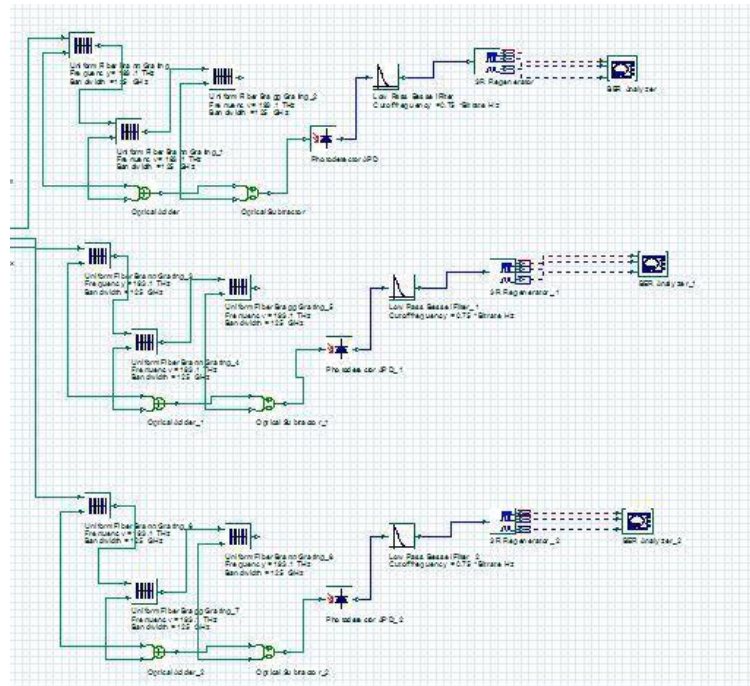 Uniform Fiber Bragg Grating
Frequency = 193.1 THz
Bandwidth = 125 GHz
Uniform Fiber Bragg Grating_2
Frequency = 193.1 THz
Bandwidth = 125 GHz
Low Pass Bessel Filter
Cutoff frequency = 0.75 *Bitrate Hz
3R Regenerator
BER Analyzer
Uniform Fiber Bragg Grating_1
Frequency = 193.1 THz
Bandwidth = 125 GHz
Photodetector
Optical Adder
Optical Subtractor
Uniform Fiber Bragg Grating_3
Frequency = 193.1 THz
Bandwidth = 125 GHz
Uniform Fiber Bragg Grating_5
Frequency = 193.1 THz
Bandwidth = 125 GHz
Low Pass Bessel Filter_1
Cutoff frequency = 0.75 *Bitrate Hz
3R Regenerator_1
BER Analyzer_1
Uniform Fiber Bragg Grating_4
Frequency = 193.1 THz
Bandwidth = 125 GHz
Photodetector
Optical Adder_1
Optical Subtractor_1
Uniform Fiber Bragg Grating
Frequency = 193.1 THz
Bandwidth = 125 GHz
Uniform Fiber Bragg Grating
Frequency = 193.1 THz
Bandwidth = 125 GHz
Low Pass Bessel Filter_2
Cutoff frequency = 0.75 *Bitrate Hz
3R Regenerator_2
BER Analyzer_2
Uniform Fiber Bragg Grating_7
Frequency = 193.1 THz
Bandwidth = 125 GHz
Photodetector
Optical Adder_2
Optical Subtractor_2